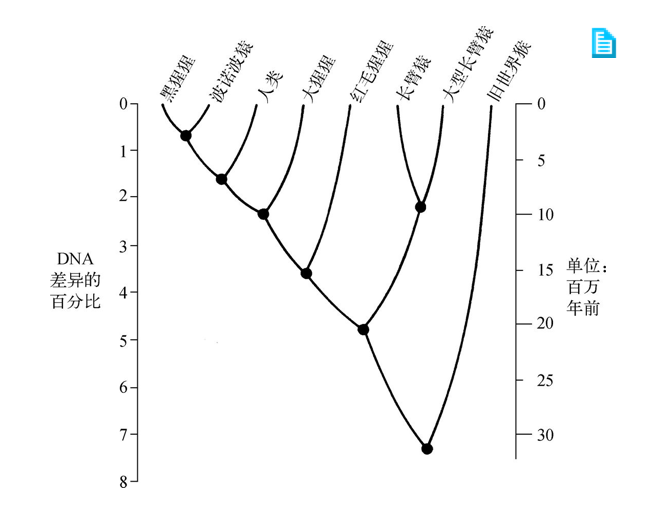 黑猩猩
波诺波猿
人类
大猩猩
红毛猩猩
长臂猿
大型长臂猿
旧世界猴
0
1
2
3
4
5
6
7
8
DNA
差异的
百分比
0
5
10
15
20
25
30
单位：
百万
年前